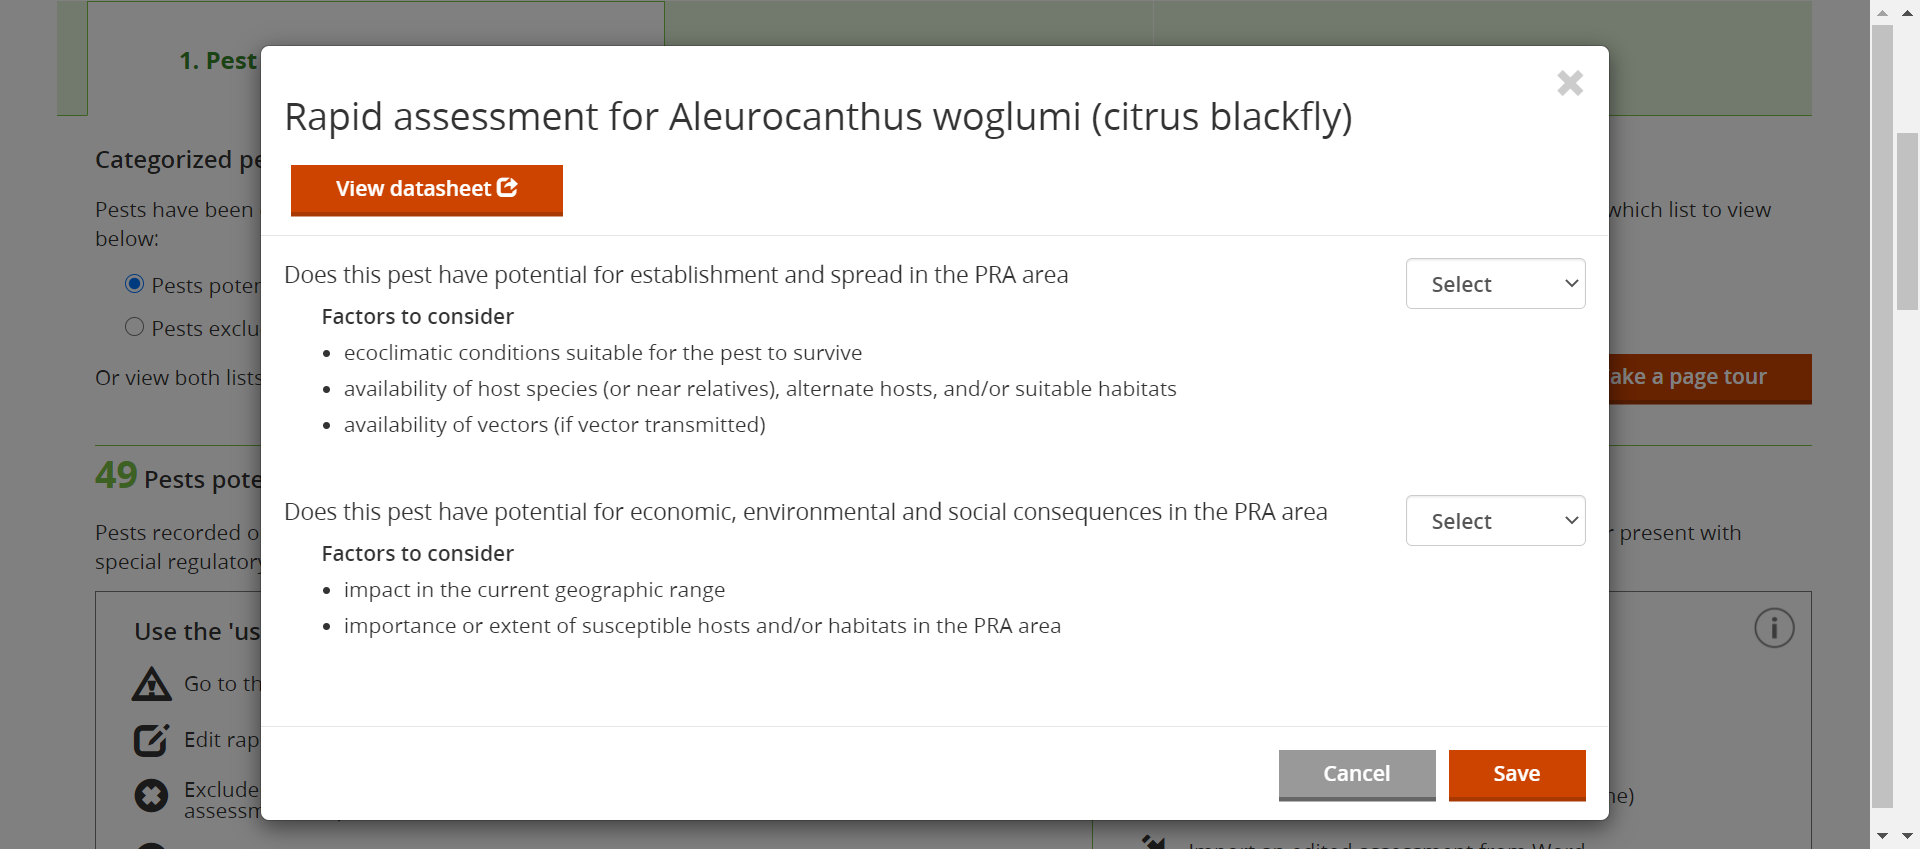 1. Pest
Rapid assessment for Aleurocanthus woglumi (citrus blackfly)
View datasheet
Categorized
Pests have been
which list to view
below:
Does this pest have potential for establishment and spread in the PRA area
Select
Pests
Factors to consider
Pests
ecoclimatic conditions suitable for the pest to survive
Or view both lists
ake a page tour
availability of host species (or near relatives), alternate hosts, and/or suitable habitats
availability of vectors (if vector transmitted)
49 Pests
Does this pest have potential for economic, environmental and social consequences in the PRA area
Select
Pests recorded
present with
special regulatory
Factors to consider
impact in the current geographic range
importance or extent of susceptible hosts and/or habitats in the PRA area
Use the 'us
Go to th
Edit rap
Cancel
Save
Exclude
assessm
ne)
Import an edited assessment from Word